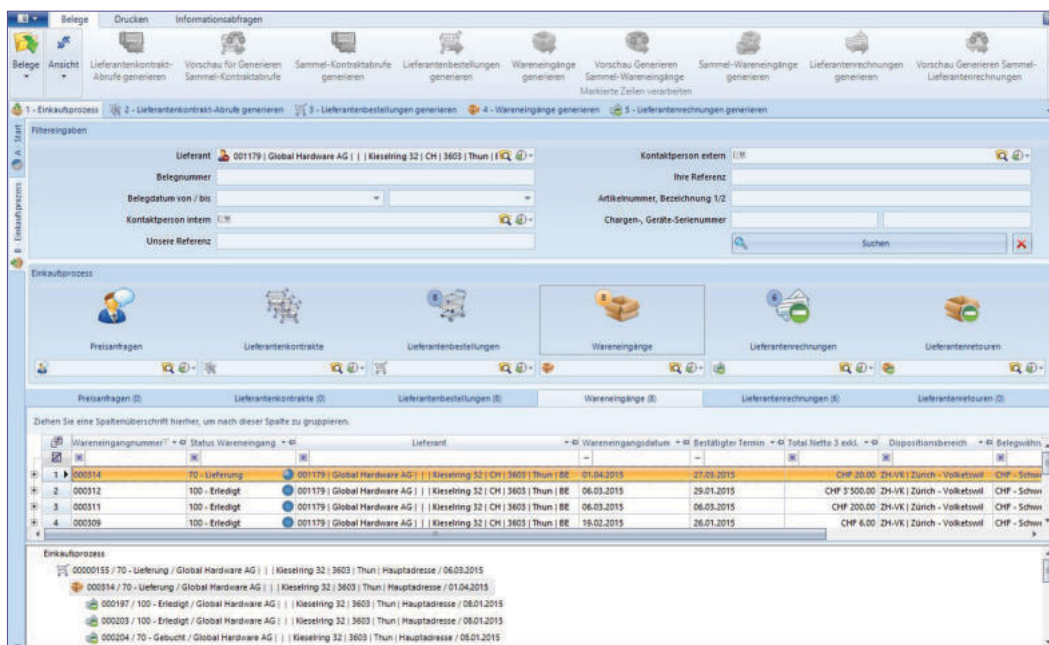 Belege Drucken Informationsabfragen
Belege Ansicht Lieferantenkontrakt-Abrufe generieren Vorschau für Generieren Sammel-Kontraktabrufe Sammel-Kontraktabrufe generieren Lieferantenbestellungen generieren Wareneingänge generieren Vorschau Generieren Sammel-Wareneingänge Sammel-Wareneingänge generieren Lieferantenrechnungen generieren Vorschau Generieren Sammel-Lieferantenrechnungen
Markierte Zeilen verarbeiten
1 - Einkaufsprozess 2 - Lieferantenkontrakt-Abrufe generieren 3 - Lieferantenbestellungen generieren 4 - Wareneingänge generieren 5 - Lieferantenrechnungen generieren
A - Start
B - Einkaufsprozess
Filtereingaben
Lieferant 001179 | Global Hardware AG | | | Kieselring 32 | CH | 3603 | Thun | Kontaktperson extern
Belegnummer Ihre Referenz
Belegdatum von / bis Artikelnummer, Bezeichnung 1/2
Kontaktperson intern Chargen-, Geräte-Serienummer
Unsere Referenz Suchen
Einkaufsprozess
8 8 6
Preisanfragen Lieferantenkontrakte Lieferantenbestellungen Wareneingänge Lieferantenrechnungen Lieferantenretouren
Preisanfragen (0) Lieferantenkontrakte (0) Lieferantenbestellungen (8) Wareneingänge (8) Lieferantenrechnungen (6) Lieferantenretouren (0)
Ziehen Sie eine Spaltenüberschrift hierher, um nach dieser Spalte zu gruppieren.
Wareneingangnummer Status Wareneingang Lieferant Wareneingangsdatum Bestätigter Termin Total Netto 3 exkl. Dispositionsbereich Belegwährn
1 000314 70 - Lieferung 001179 | Global Hardware AG | | | Kieselring 32 | CH | 3603 | Thun | BE 01.04.2015 27.03.2015 CHF 20.00 ZH-VK | Zürich - Volketswil CHF - Schwe
2 000312 100 - Erledigt 001179 | Global Hardware AG | | | Kieselring 32 | CH | 3603 | Thun | BE 06.03.2015 29.01.2015 CHF 3'500.00 ZH-VK | Zürich - Volketswil CHF - Schwe
3 000311 100 - Erledigt 001179 | Global Hardware AG | | | Kieselring 32 | CH | 3603 | Thun | BE 06.03.2015 06.03.2015 CHF 200.00 ZH-VK | Zürich - Volketswil CHF - Schwe
4 000309 100 - Erledigt 001179 | Global Hardware AG | | | Kieselring 32 | CH | 3603 | Thun | BE 19.02.2015 26.01.2015 CHF 6.00 ZH-VK | Zürich - Volketswil CHF - Schwe
Einkaufsprozess
00000155 / 70 - Lieferung / Global Hardware AG | | | Kieselring 32 | 3603 | Thun | Hauptadresse / 06.03.2015
000314 / 70 - Lieferung / Global Hardware AG | | | Kieselring 32 | 3603 | Thun | Hauptadresse / 01.04.2015
000197 / 100 - Erledigt / Global Hardware AG | | | Kieselring 32 | 3603 | Thun | Hauptadresse / 08.01.2015
000203 / 100 - Erledigt / Global Hardware AG | | | Kieselring 32 | 3603 | Thun | Hauptadresse / 08.01.2015
000204 / 70 - Gebucht / Global Hardware AG | | | Kieselring 32 | 3603 | Thun | Hauptadresse / 08.01.2015